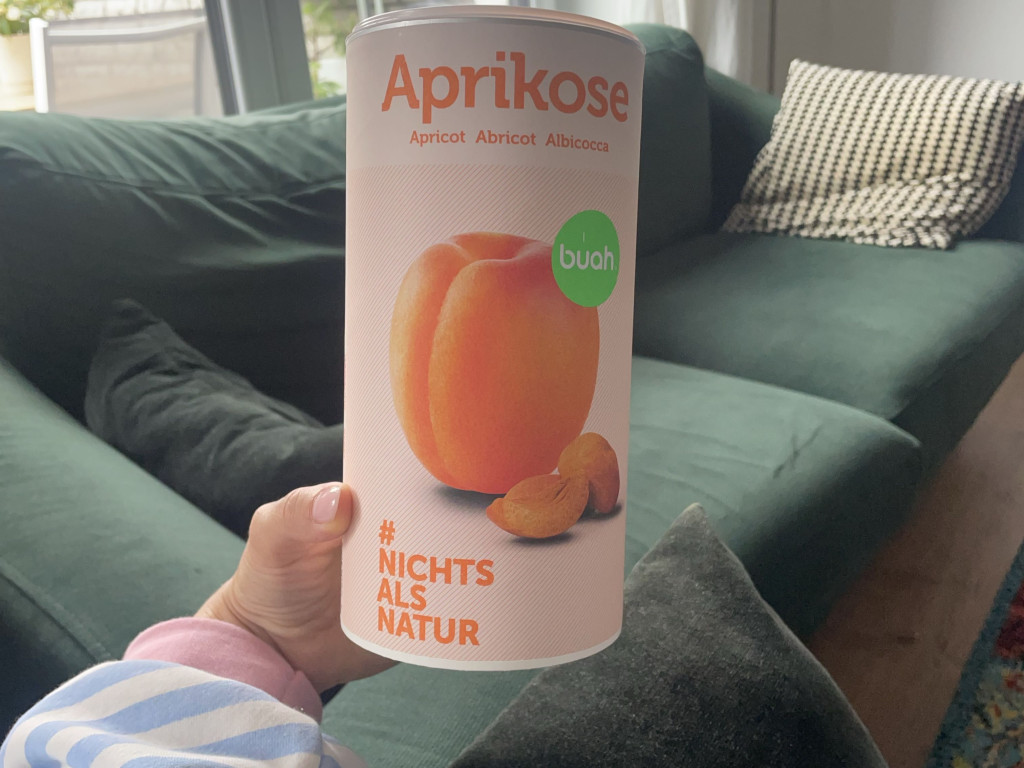 Aprikose
Apricot Abricot Albicocca
buah
#
NICHTS
ALS
NATUR